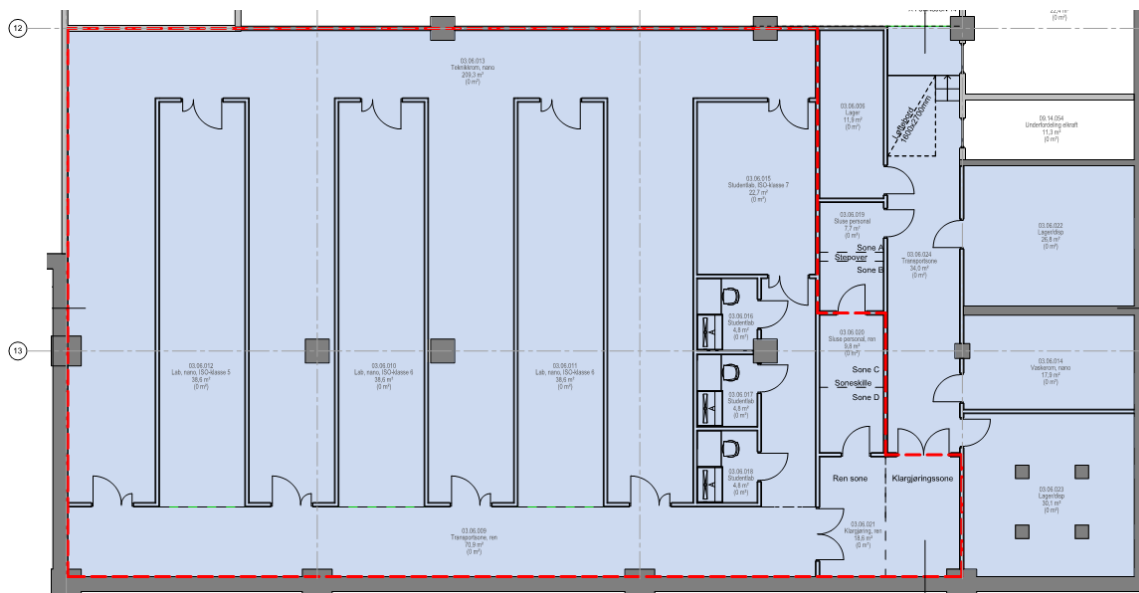 12
(0 m²)
03.06.013
Teknikkrom, nano
209,3 m²
(0 m²)
03.06.005
Lager
11,9 m²
(0 m²)
Løftebord
1600x2700mm
09.14.054
Underfordeling elkraft
11,3 m²
(0 m²)
03.06.015
Studentlab, ISO-klasse 7
22,7 m²
(0 m²)
03.06.019
Sluse personal
7,7 m²
(0 m²)
Sone A
Stepover
Sone B
03.06.024
Transportsone
34,0 m²
(0 m²)
03.06.022
Lager/disp
26,8 m²
(0 m²)
03.06.016
Studentlab
4,8 m²
(0 m²)
03.06.020
Sluse personal, ren
9,8 m²
(0 m²)
13
03.06.012
Lab, nano, ISO-klasse 5
38,6 m²
(0 m²)
03.06.010
Lab, nano, ISO-klasse 6
38,6 m²
(0 m²)
03.06.011
Lab, nano, ISO-klasse 6
38,6 m²
(0 m²)
03.06.017
Studentlab
4,8 m²
(0 m²)
Sone C
Soneskille
Sone D
03.06.014
Vaskerom, nano
17,9 m²
(0 m²)
03.06.018
Studentlab
4,8 m²
(0 m²)
Ren sone
Klargjøringssone
03.06.023
Lager/disp
30,1 m²
(0 m²)
03.06.009
Transportsone, ren
70,9 m²
(0 m²)
03.06.021
Klargjøring, ren
18,6 m²
(0 m²)